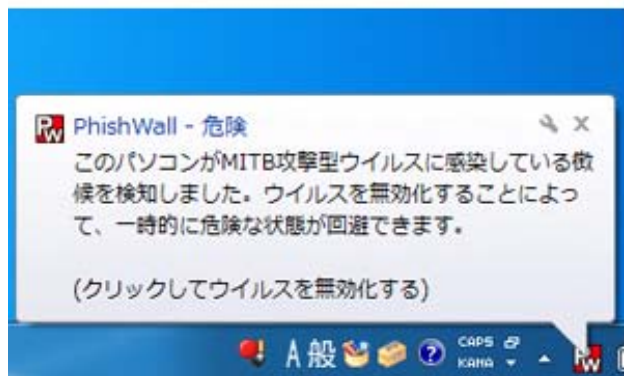 PW PhishWall - 危険
このパソコンがMITB攻撃型ウイルスに感染している徴
候を検知しました。ウイルスを無効化することによっ
て、一時的に危険な状態が回避できます。
(クリックしてウイルスを無効化する)
A 般 ? CAPS
KANA
PW